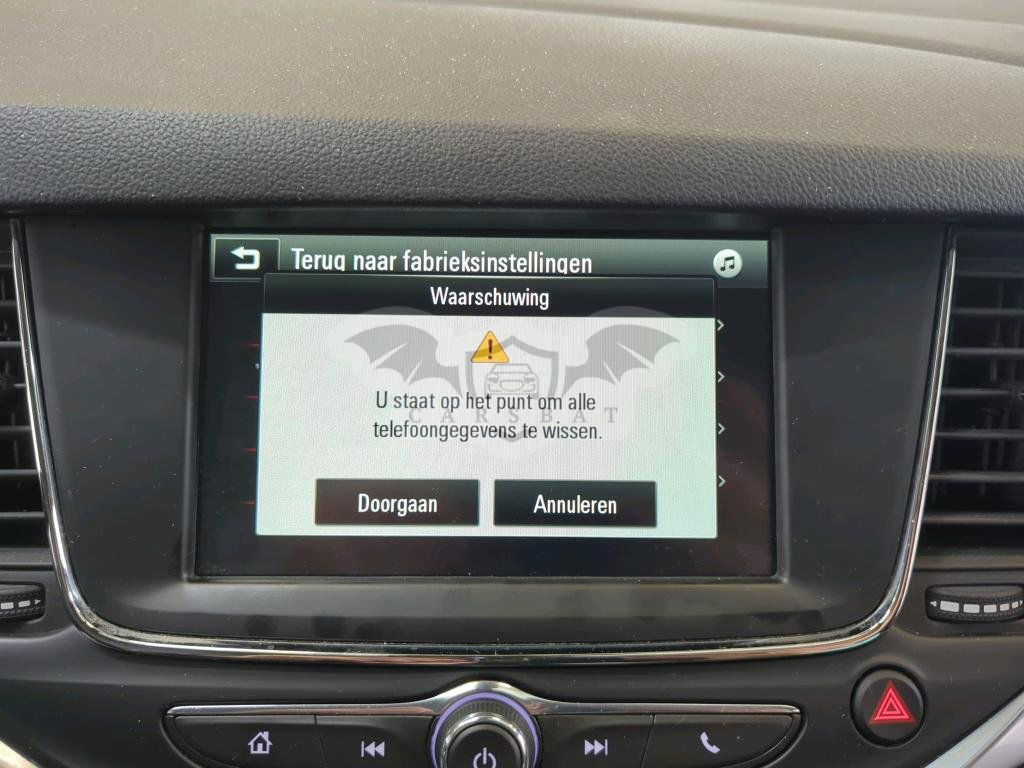 Terug naar fabrieksinstellingen
Waarschuwing
U staat op het punt om alle
telefoongegevens te wissen.
CARSBAT
Doorgaan
Annuleren